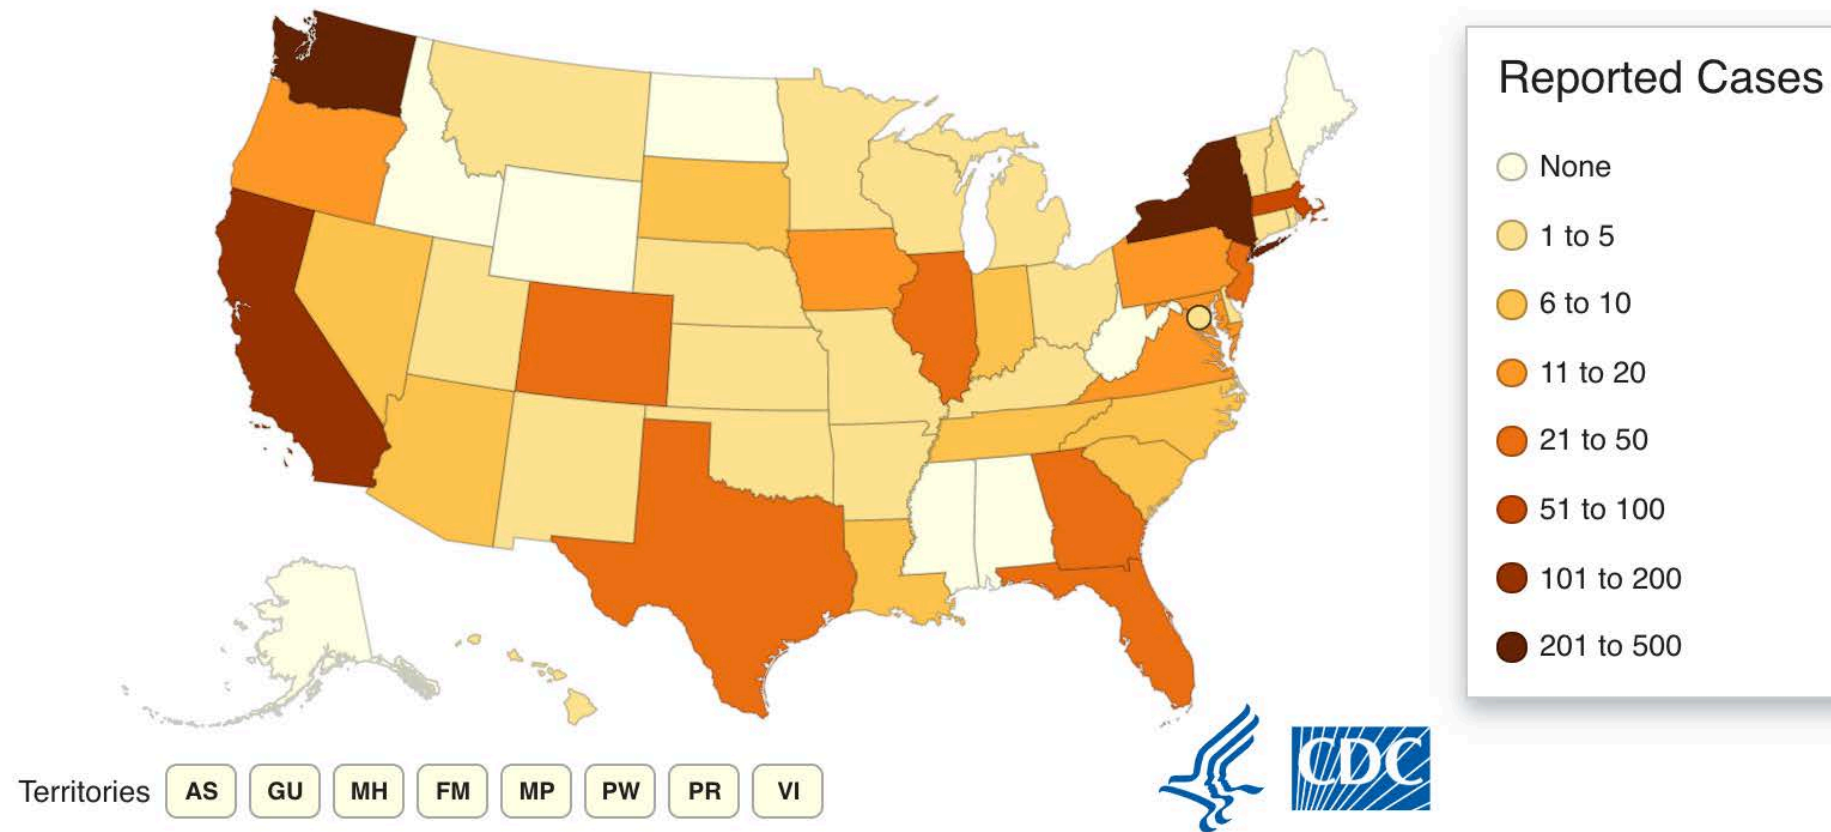 Reported Cases
None
1 to 5
6 to 10
11 to 20
21 to 50
51 to 100
101 to 200
201 to 500
Territories AS GU MH FM MP PW PR VI
CDC